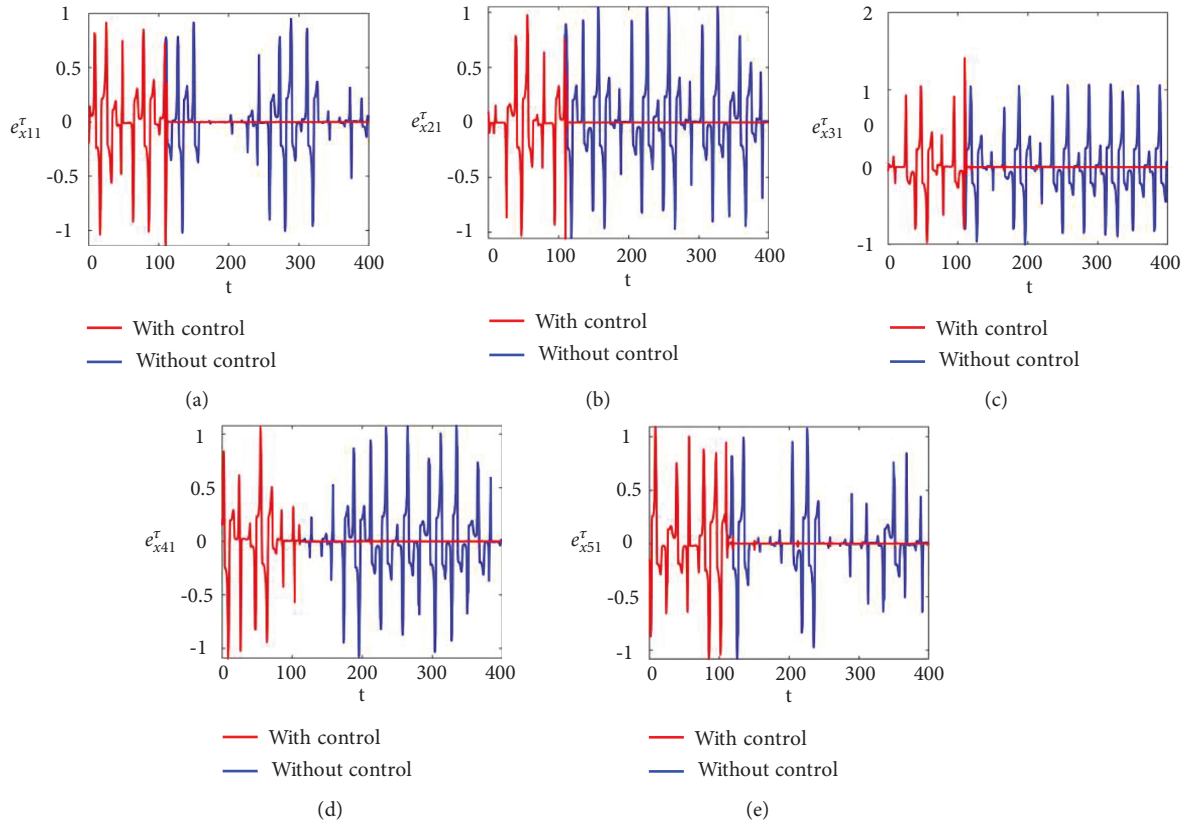 1
0.5
0
-0.5
-1
e^τ_x11
0 100 200 300 400
t
With control
Without control
(a)
1
0.5
0
-0.5
-1
e^τ_x21
0 100 200 300 400
t
With control
Without control
(b)
2
1
2
0
0
-1
e^τ_x31
0 100 200 300 400
t
With control
Without control
(c)
1
0.5
0
-0.5
-1
e^τ_x41
0 100 200 300 400
t
With control
Without control
(d)
1
0.5
0
-0.5
-1
e^τ_x51
0 100 200 300 400
t
With control
Without control
(e)